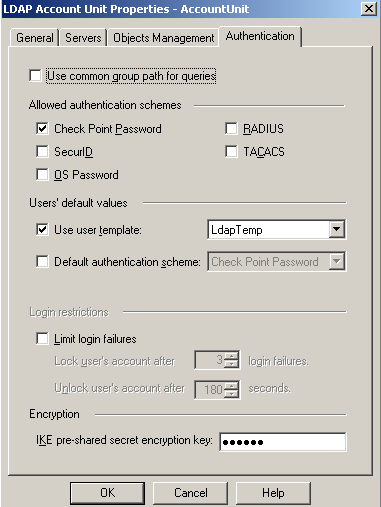 LDAP Account Unit Properties - AccountUnit
General Servers Objects Management Authentication
Use common group path for queries
Allowed authentication schemes
Check Point Password RADIUS
SecurID TACACS
OS Password
Users' default values
Use user template: LdapTemp
Default authentication scheme: Check Point Password
Login restrictions
Limit login failures
Lock user's account after 3 login failures.
Unlock user's account after 180 seconds.
Encryption
IKE pre-shared secret encryption key: ●●●●●●
OK Cancel Help